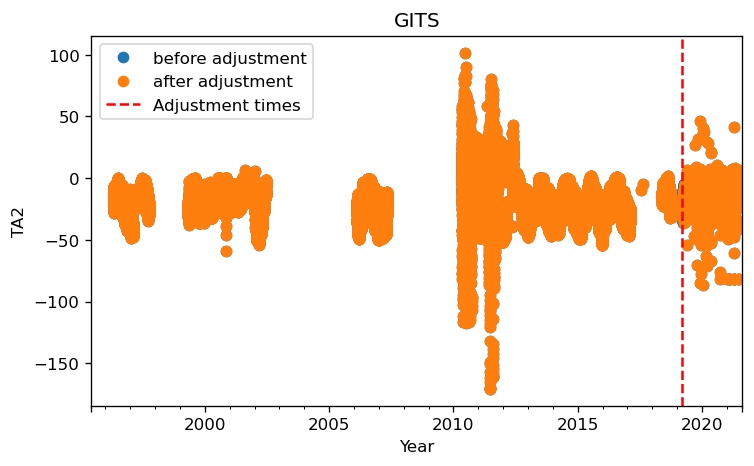 GITS
before adjustment
after adjustment
Adjustment times
TA2
100
50
0
−50
−100
−150
2000
2005
2010
2015
2020
Year